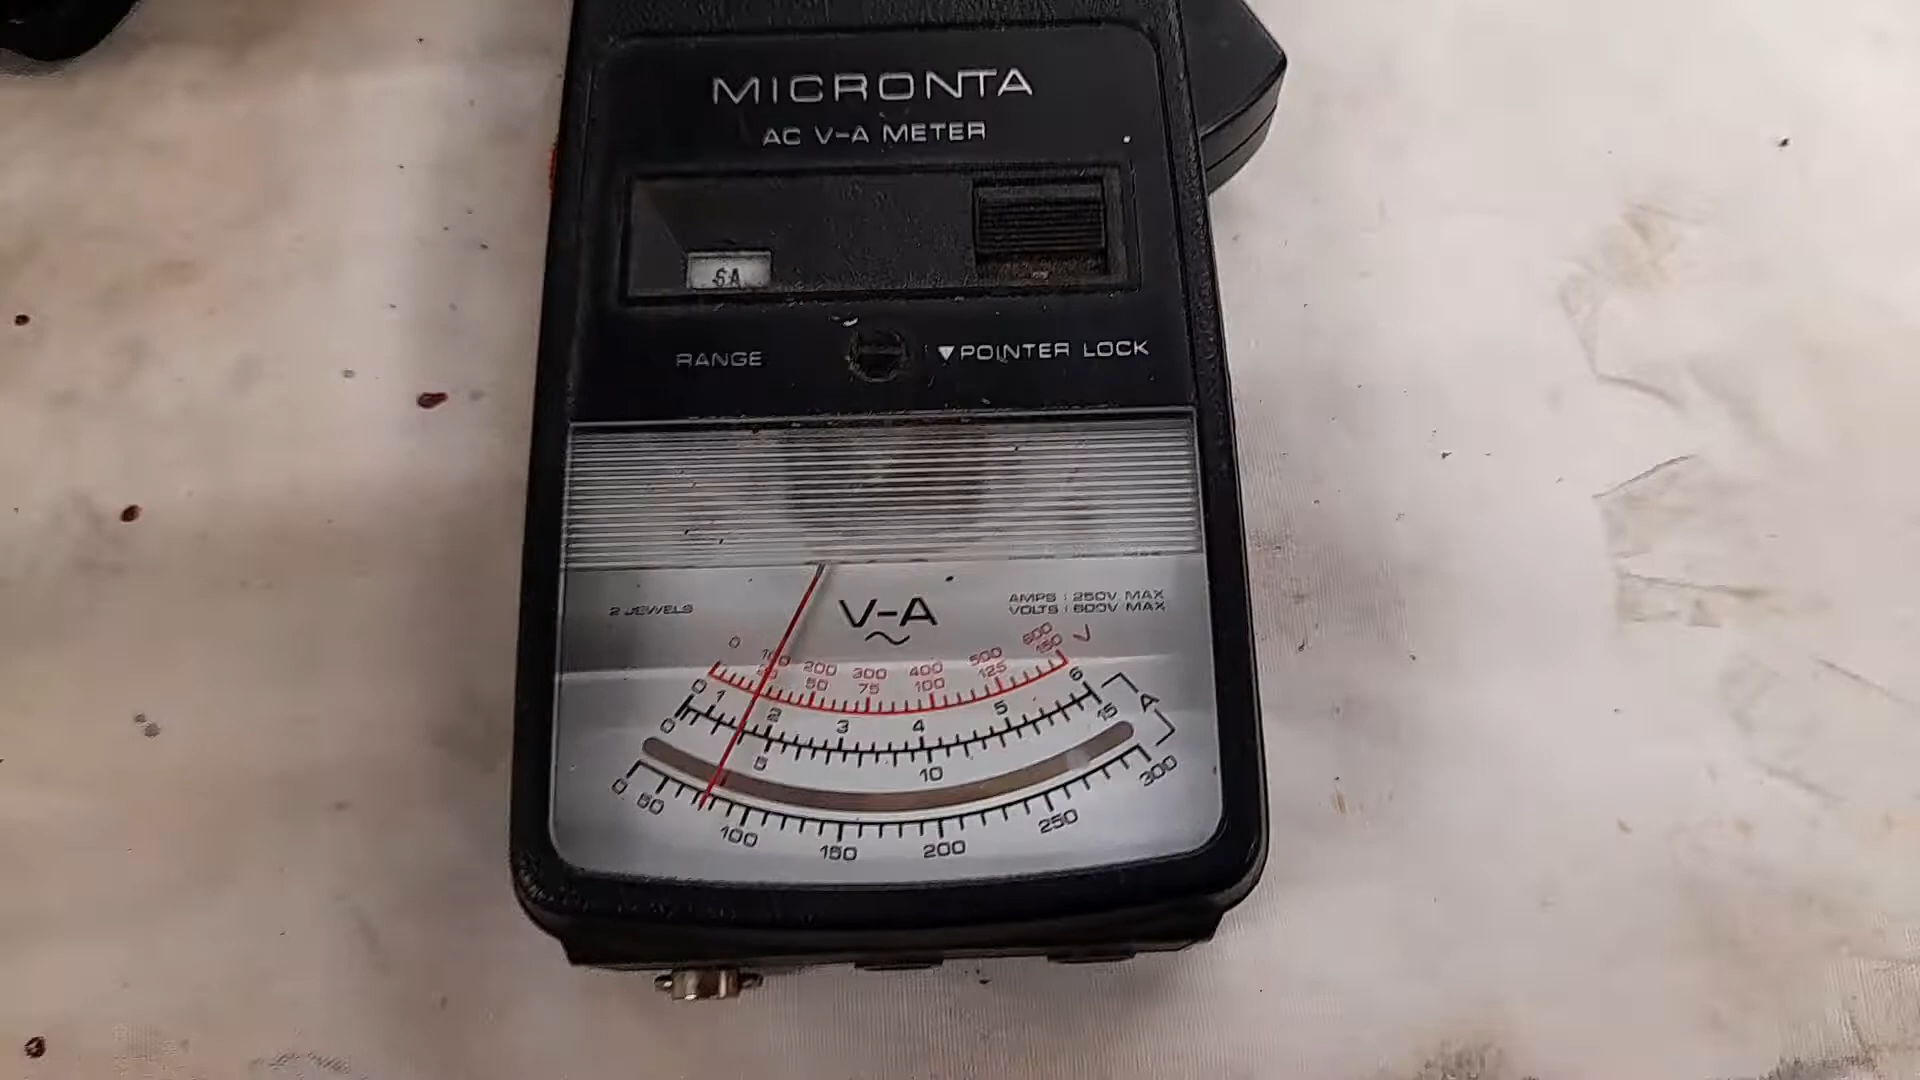 MICRONTA
AC V-A METER
6A
RANGE
▼POINTER LOCK
2 JEWELS
V-A
AMPS : 250V MAX
VOLTS : 600V MAX
0 100 200 300 400 500 600
50 75 100 125 150 V
0 1 2 3 4 5 6
0 5 10 15 A
0 50 100 150 200 250 300